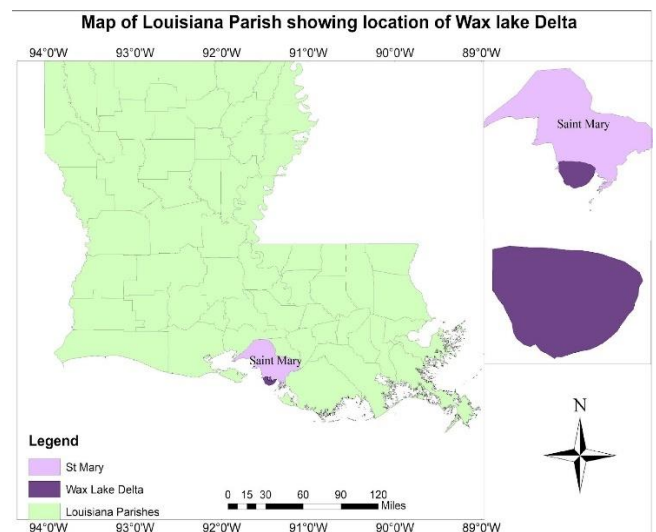 Map of Louisiana Parish showing location of Wax lake Delta
94°0'W 93°0'W 92°0'W 91°0'W 90°0'W 89°0'W
Saint Mary
Saint Mary
N
Legend
St Mary
Wax Lake Delta
Louisiana Parishes
0 15 30 60 90 120
Miles
94°0'W 93°0'W 92°0'W 91°0'W 90°0'W 89°0'W